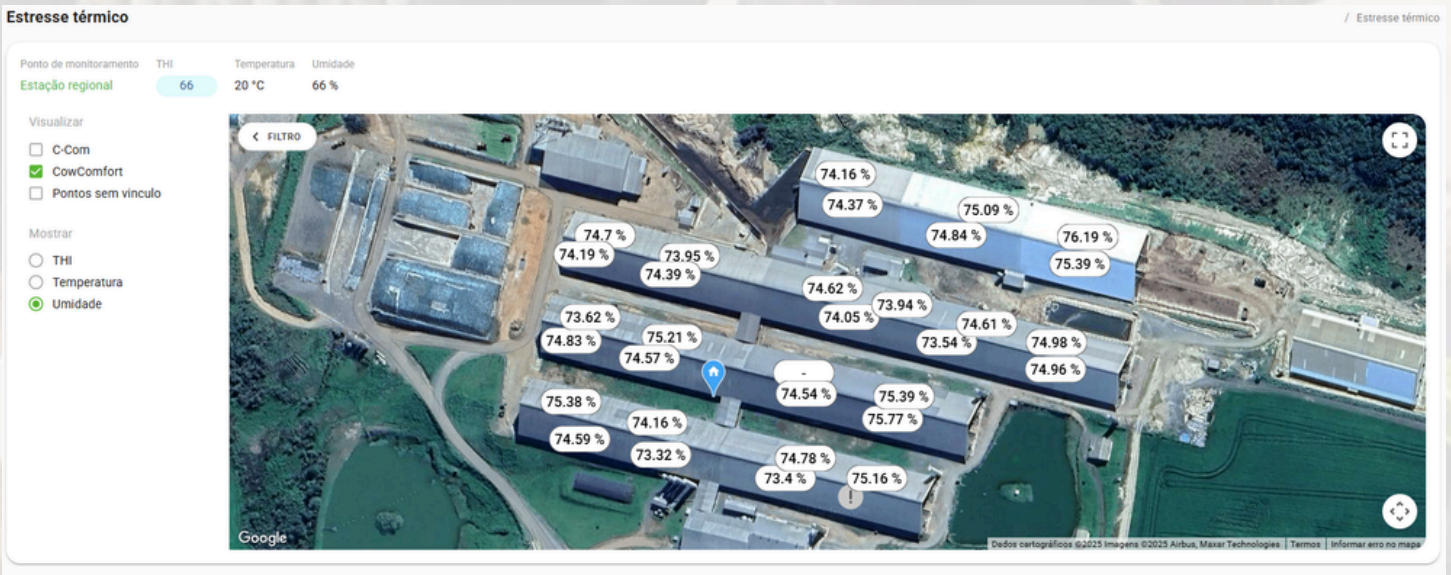 Estresse térmico
/ Estresse térmico
Ponto de monitoramento THI Temperatura Umidade
Estação regional 66 20 °C 66 %
Visualizar
C-Com
CowComfort
Pontos sem vinculo
Mostrar
THI
Temperatura
Umidade
FILTRO
74.16 %
74.37 %
75.09 %
74.84 %
76.19 %
75.39 %
74.7 %
74.19 %
73.95 %
74.39 %
74.62 %
74.05 %
73.94 %
73.54 %
74.61 %
74.98 %
74.96 %
73.62 %
74.83 %
75.21 %
74.57 %
-
74.54 %
75.39 %
75.77 %
75.38 %
74.59 %
74.16 %
73.32 %
74.78 %
73.4 %
75.16 %
!
Google
Dados cartográficos ©2025 Imagens ©2025 Airbus, Maxar Technologies Termos Informar erro no mapa